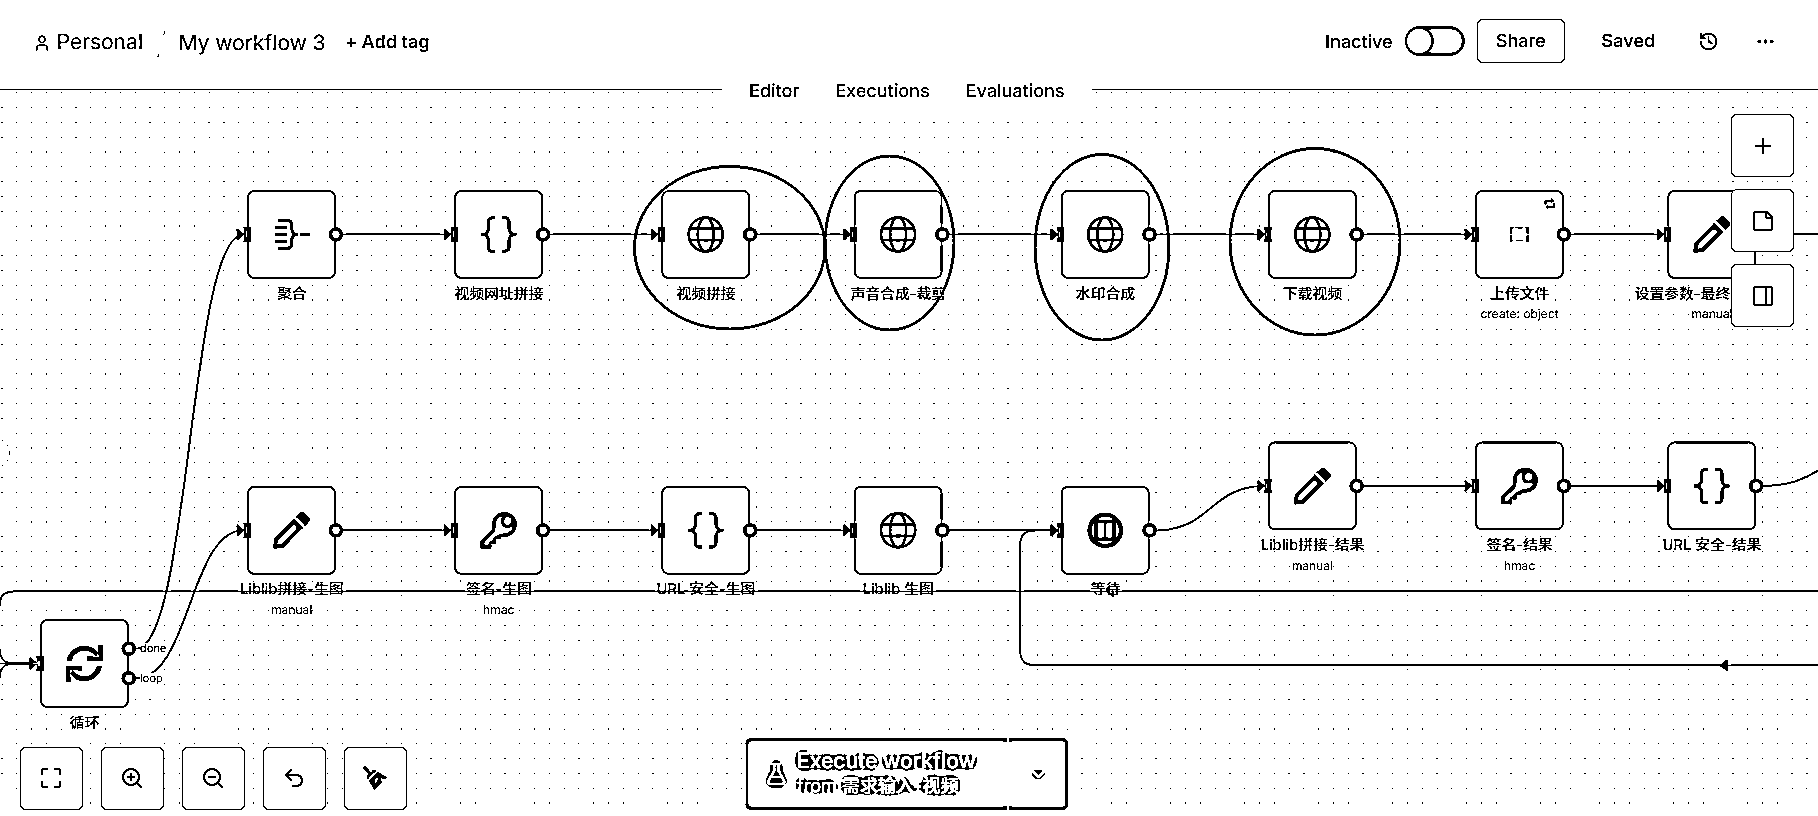 Personal / My workflow 3 + Add tag
Inactive Share Saved
Editor Executions Evaluations
聚合
视频网址拼接
视频拼接
声音合成-裁剪
水印合成
下载视频
上传文件
create: object
设置参数-最终
manual
Liblib拼接-生图
manual
签名-生图
hmac
URL 安全-生图
Liblib 生图
等待
Liblib拼接-结果
manual
签名-结果
hmac
URL 安全-结果
done
loop
循环
Execute workflow
from 需求输入-视频